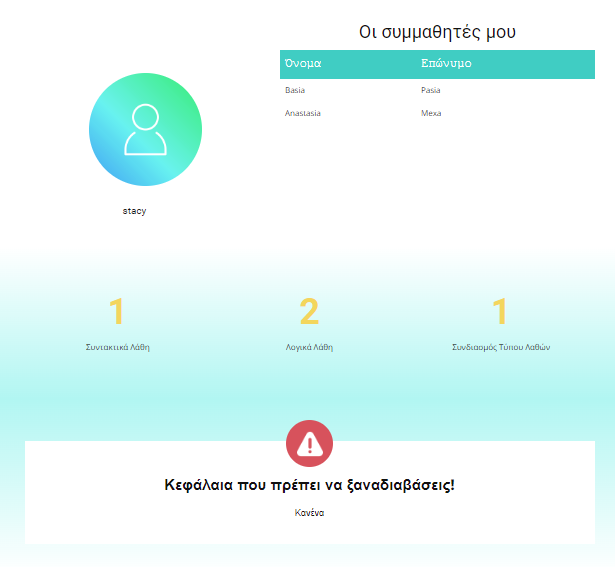 Οι συμμαθητές μου
Όνομα Επώνυμο
Basia Pasia
Anastasia Mexa
stacy
1 2 1
Συντακτικά Λάθη Λογικά Λάθη Συνδιασμός Τύπου Λαθών
Κεφάλαια που πρέπει να ξαναδιαβάσεις!
Κανένα